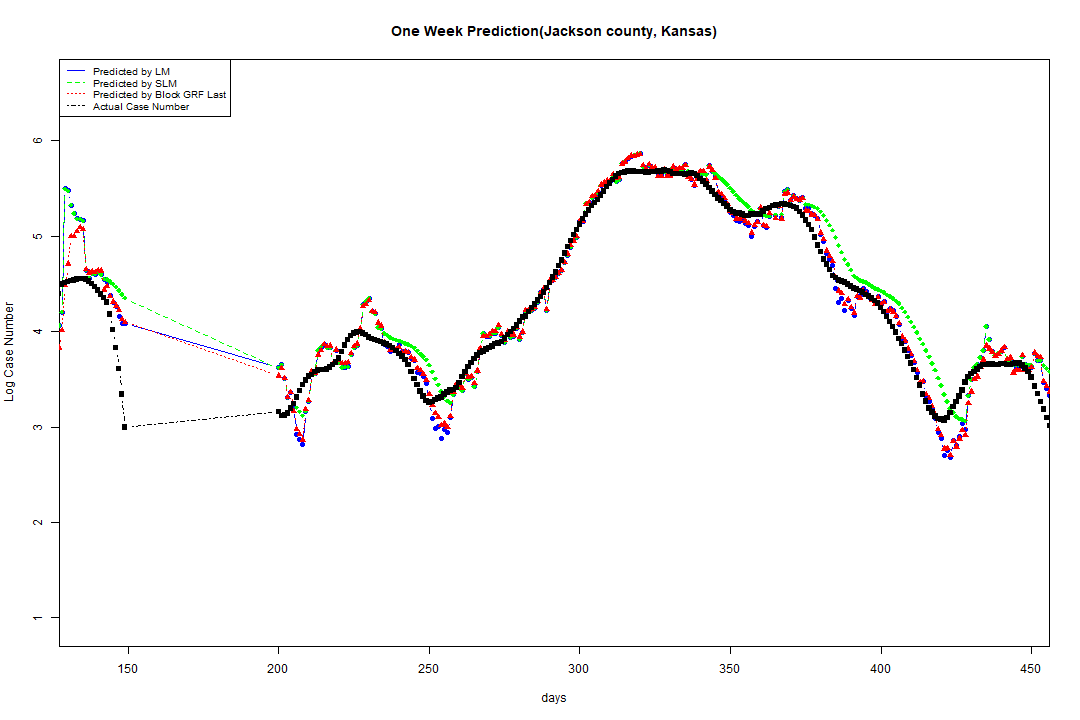 One Week Prediction(Jackson county, Kansas)
Predicted by LM
Predicted by SLM
Predicted by Block GRF Last
Actual Case Number
6
5
4
3
2
1
Log Case Number
150 200 250 300 350 400 450
days